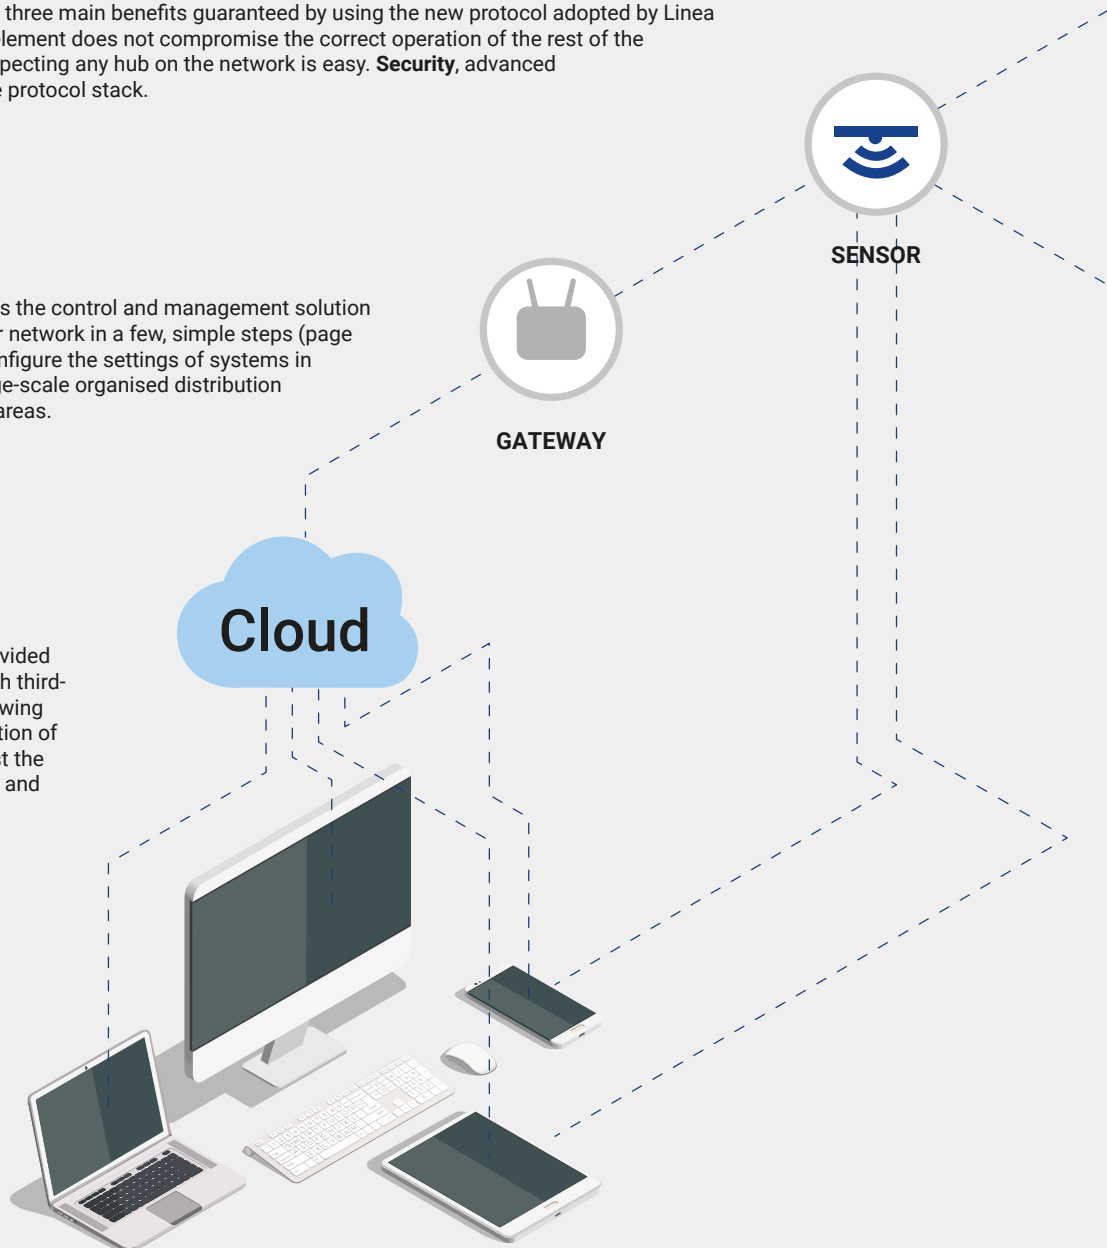 three main benefits guaranteed by using the new protocol adopted by Linea
element does not compromise the correct operation of the rest of the
pecting any hub on the network is easy. Security, advanced
e protocol stack.
SENSOR
s the control and management solution
r network in a few, simple steps (page
nfigure the settings of systems in
ge-scale organised distribution
areas.
GATEWAY
Cloud
vided
h third-
wing
tion of
st the
and